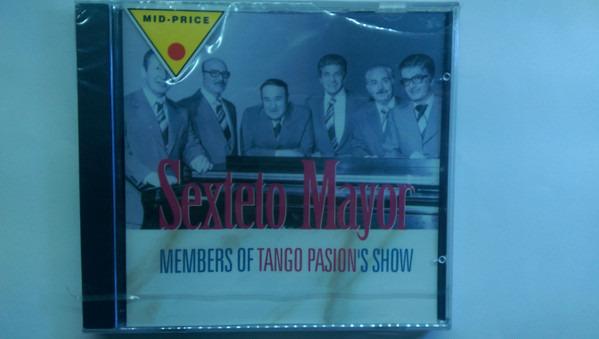 MID-PRICE
Sexteto Mayor
MEMBERS OF TANGO PASION'S SHOW